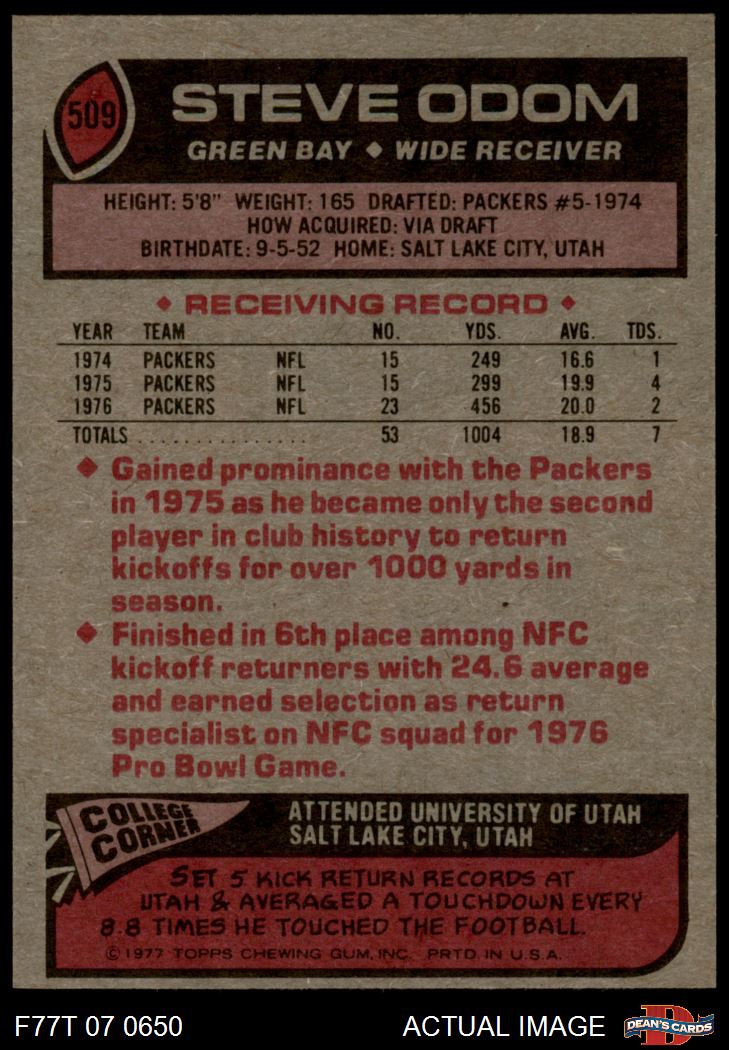 509
STEVE ODOM
GREEN BAY ◆ WIDE RECEIVER
HEIGHT: 5'8" WEIGHT: 165 DRAFTED: PACKERS #5-1974
HOW ACQUIRED: VIA DRAFT
BIRTHDATE: 9-5-52 HOME: SALT LAKE CITY, UTAH
◆ RECEIVING RECORD ◆
YEAR TEAM NO. YDS. AVG. TDS.
1974 PACKERS NFL 15 249 16.6 1
1975 PACKERS NFL 15 299 19.9 4
1976 PACKERS NFL 23 456 20.0 2
TOTALS ................ 53 1004 18.9 7
◆ Gained prominance with the Packers
in 1975 as he became only the second
player in club history to return
kickoffs for over 1000 yards in
season.
◆ Finished in 6th place among NFC
kickoff returners with 24.6 average
and earned selection as return
specialist on NFC squad for 1976
Pro Bowl Game.
COLLEGE
CORNER
ATTENDED UNIVERSITY OF UTAH
SALT LAKE CITY, UTAH
SET 5 KICK RETURN RECORDS AT
UTAH & AVERAGED A TOUCHDOWN EVERY
8.8 TIMES HE TOUCHED THE FOOTBALL.
©1977 TOPPS CHEWING GUM, INC. PRTD. IN U.S.A.
F77T 07 0650 ACTUAL IMAGE D DEAN'S CARDS